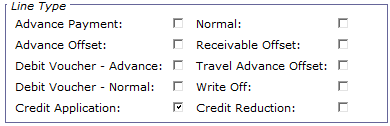 Line Type
Advance Payment: Normal:
Advance Offset: Receivable Offset:
Debit Voucher - Advance: Travel Advance Offset:
Debit Voucher - Normal: Write Off:
Credit Application: Credit Reduction: